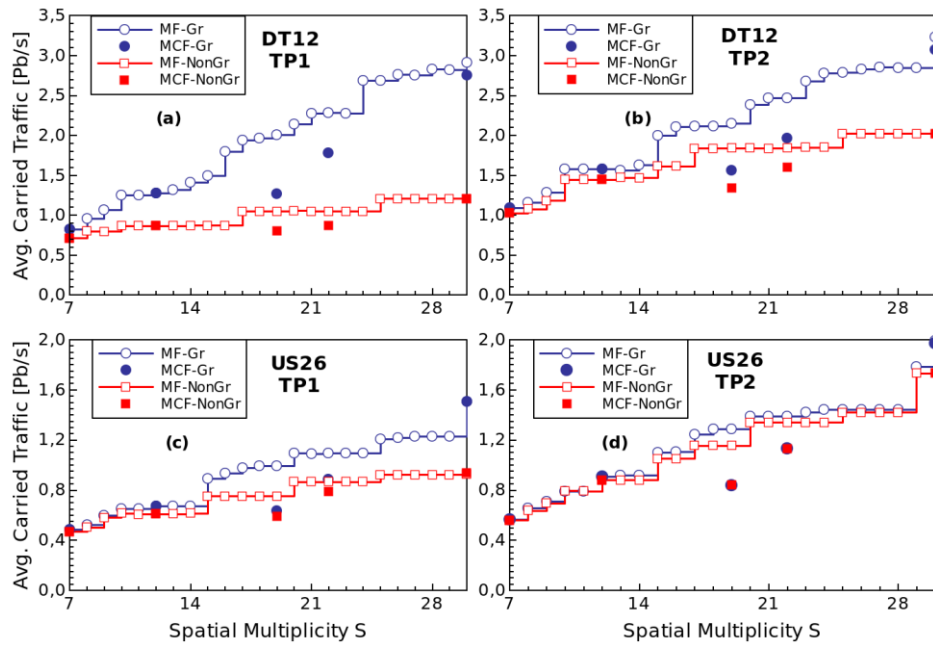 Avg. Carried Traffic [Pb/s]
3,5
3,0
2,5
2,0
1,5
1,0
0,5
0,0
MF-Gr
MCF-Gr
MF-NonGr
MCF-NonGr
DT12
TP1
(a)
7
14
21
28
3,5
3,0
2,5
2,0
1,5
1,0
0,5
0,0
MF-Gr
MCF-Gr
MF-NonGr
MCF-NonGr
DT12
TP2
(b)
7
14
21
28
Avg. Carried Traffic [Pb/s]
2,0
1,6
1,2
0,8
0,4
0,0
MF-Gr
MCF-Gr
MF-NonGr
MCF-NonGr
US26
TP1
(c)
7
14
21
28
Spatial Multiplicity S
2,0
1,6
1,2
0,8
0,4
0,0
MF-Gr
MCF-Gr
MF-NonGr
MCF-NonGr
US26
TP2
(d)
7
14
21
28
Spatial Multiplicity S